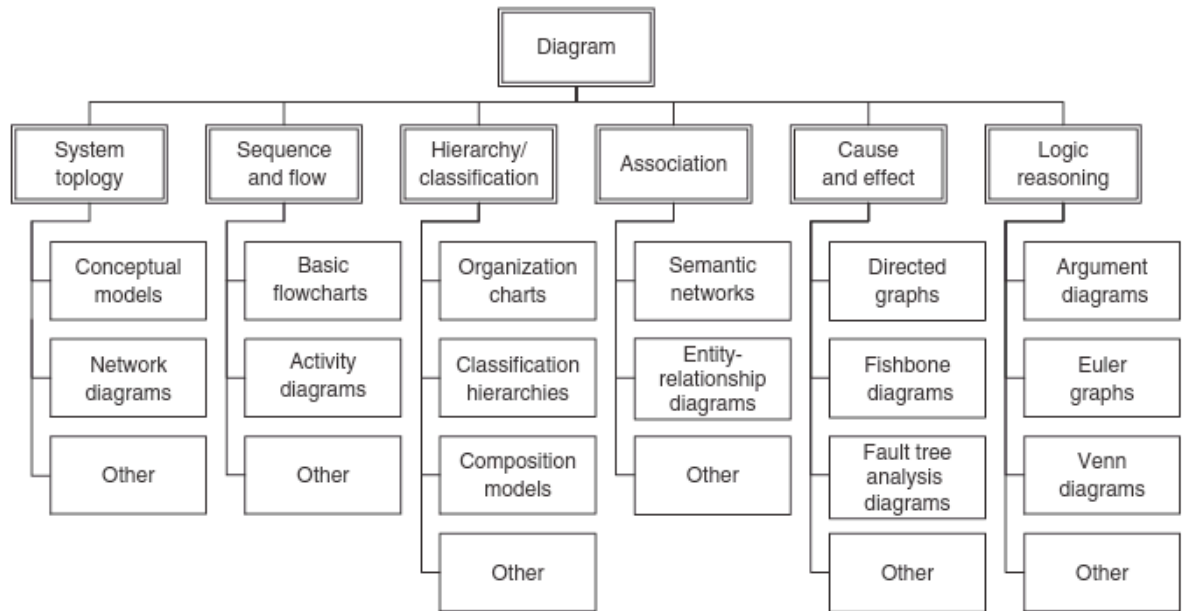 Diagram
System
toplogy
Sequence
and flow
Hierarchy/
classification
Association
Cause
and effect
Logic
reasoning
Conceptual
models
Basic
flowcharts
Organization
charts
Semantic
networks
Directed
graphs
Argument
diagrams
Network
diagrams
Activity
diagrams
Classification
hierarchies
Entity-
relationship
diagrams
Fishbone
diagrams
Euler
graphs
Other
Other
Composition
models
Other
Fault tree
analysis
diagrams
Venn
diagrams
Other
Other
Other